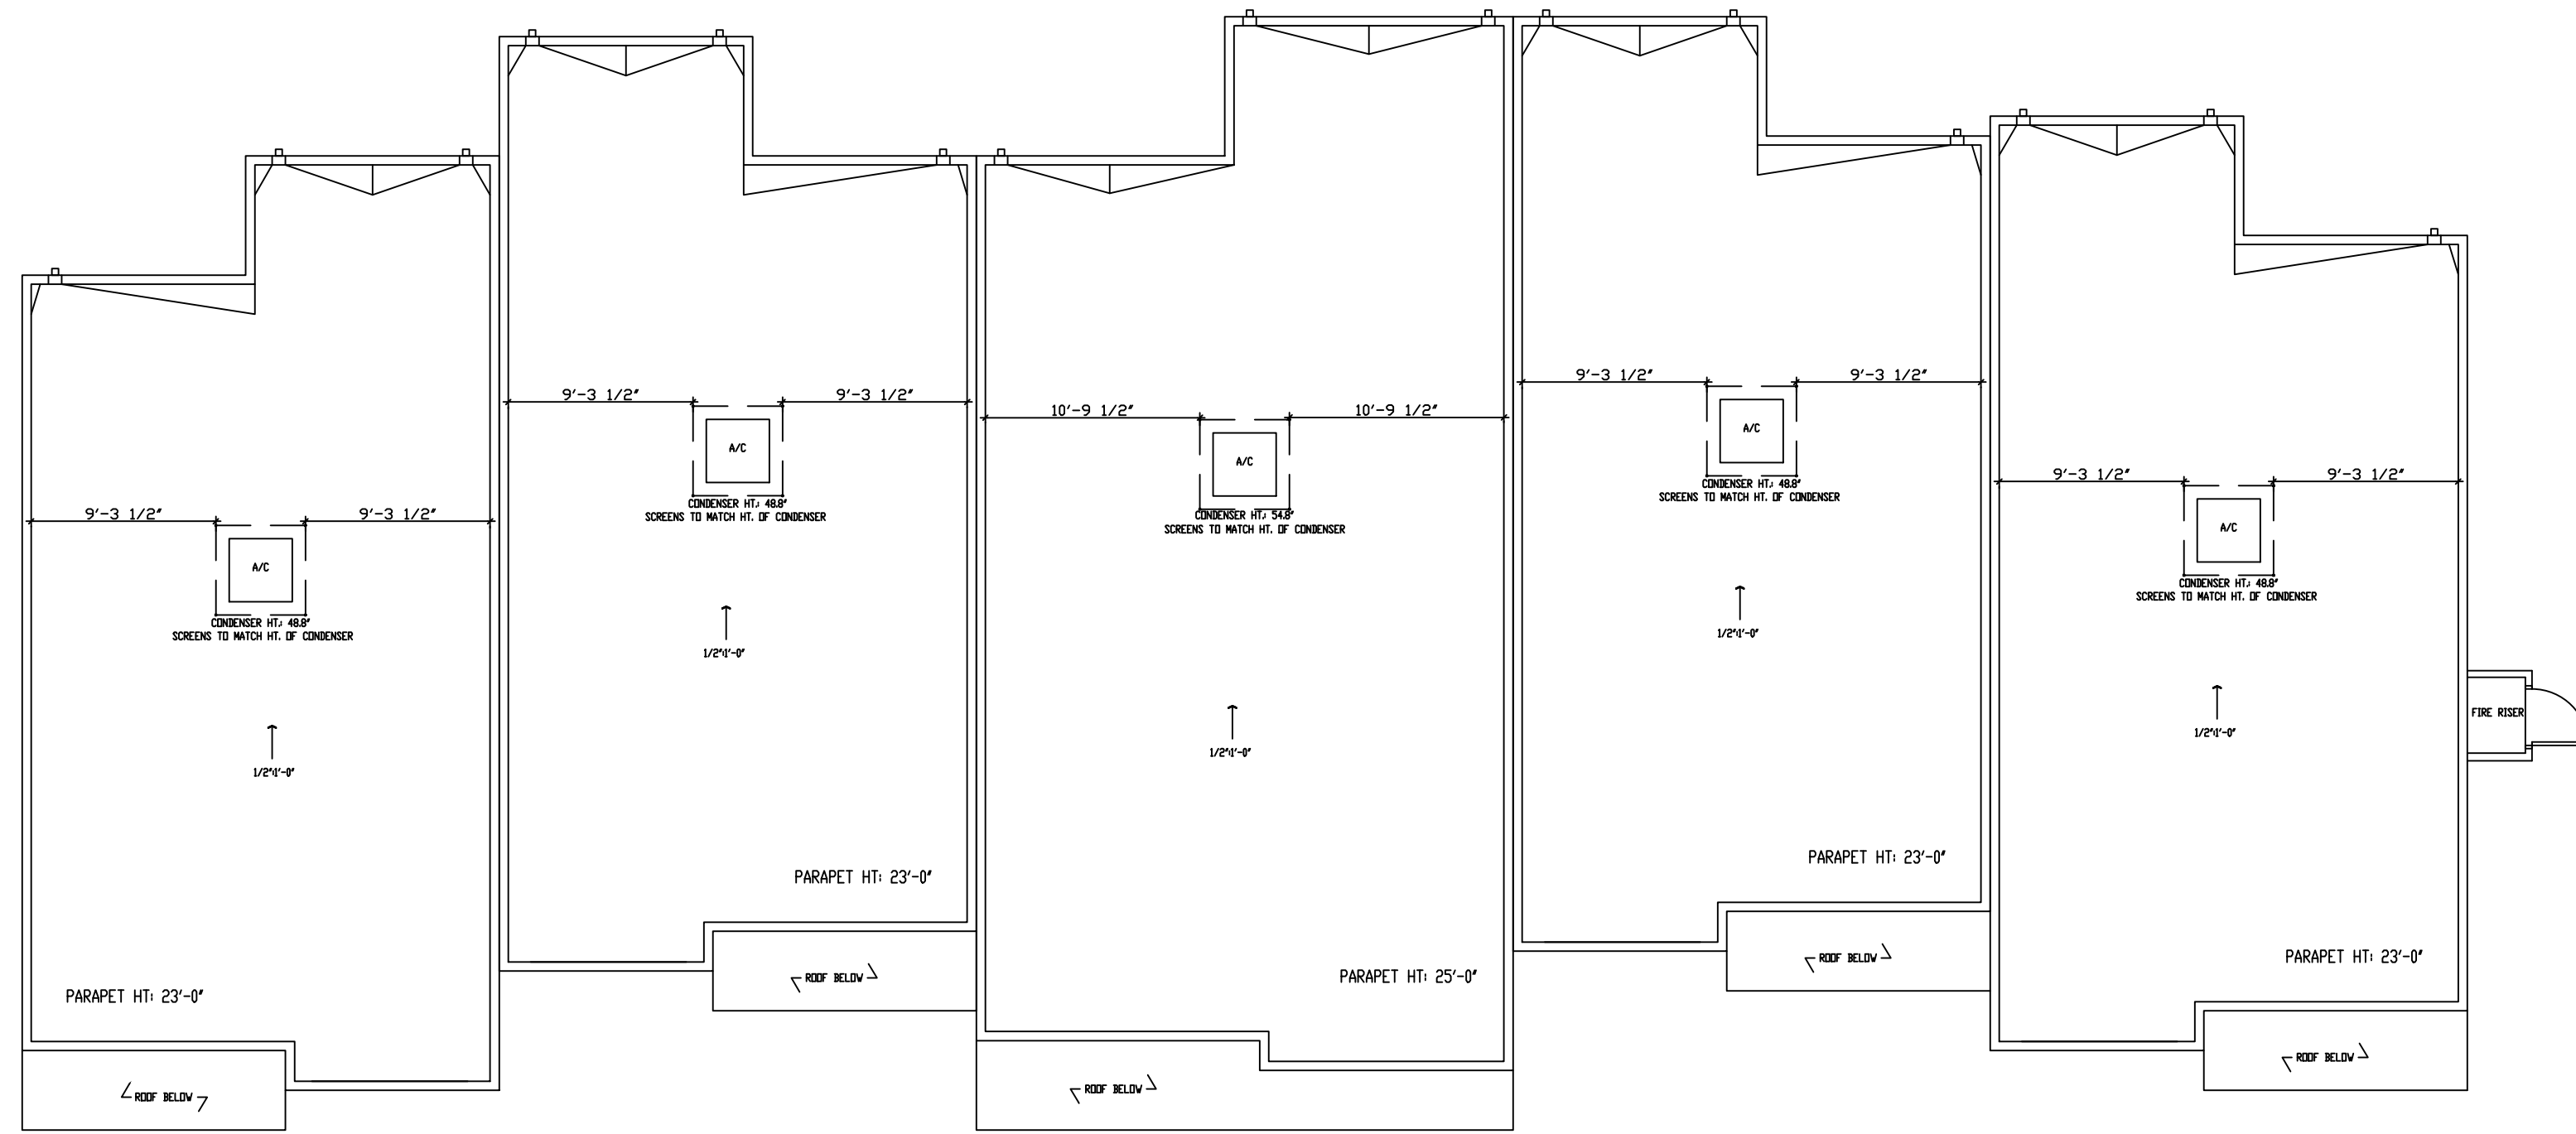 9'-3 1/2"
9'-3 1/2"
A/C
CONDENSER HT.: 48.8"
SCREENS TO MATCH HT. OF CONDENSER
1/2":1'-0"
PARAPET HT: 23'-0"
ROOF BELOW
9'-3 1/2"
9'-3 1/2"
A/C
CONDENSER HT.: 48.8"
SCREENS TO MATCH HT. OF CONDENSER
1/2":1'-0"
PARAPET HT: 23'-0"
ROOF BELOW
10'-9 1/2"
10'-9 1/2"
A/C
CONDENSER HT.: 54.8"
SCREENS TO MATCH HT. OF CONDENSER
1/2":1'-0"
PARAPET HT: 25'-0"
ROOF BELOW
9'-3 1/2"
9'-3 1/2"
A/C
CONDENSER HT.: 48.8"
SCREENS TO MATCH HT. OF CONDENSER
1/2":1'-0"
PARAPET HT: 23'-0"
ROOF BELOW
9'-3 1/2"
9'-3 1/2"
A/C
CONDENSER HT.: 48.8"
SCREENS TO MATCH HT. OF CONDENSER
1/2":1'-0"
PARAPET HT: 23'-0"
ROOF BELOW
FIRE RISER